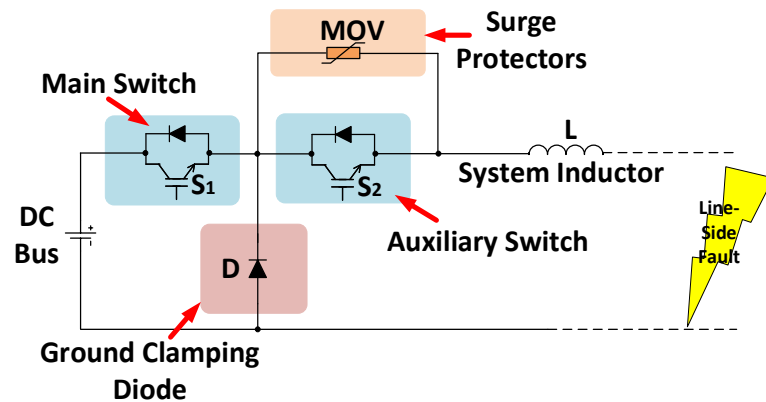 MOV
Surge
Protectors
Main Switch
S1
S2
L
System Inductor
DC
Bus
+
-
Auxiliary Switch
Line-
Side
Fault
D
Ground Clamping
Diode